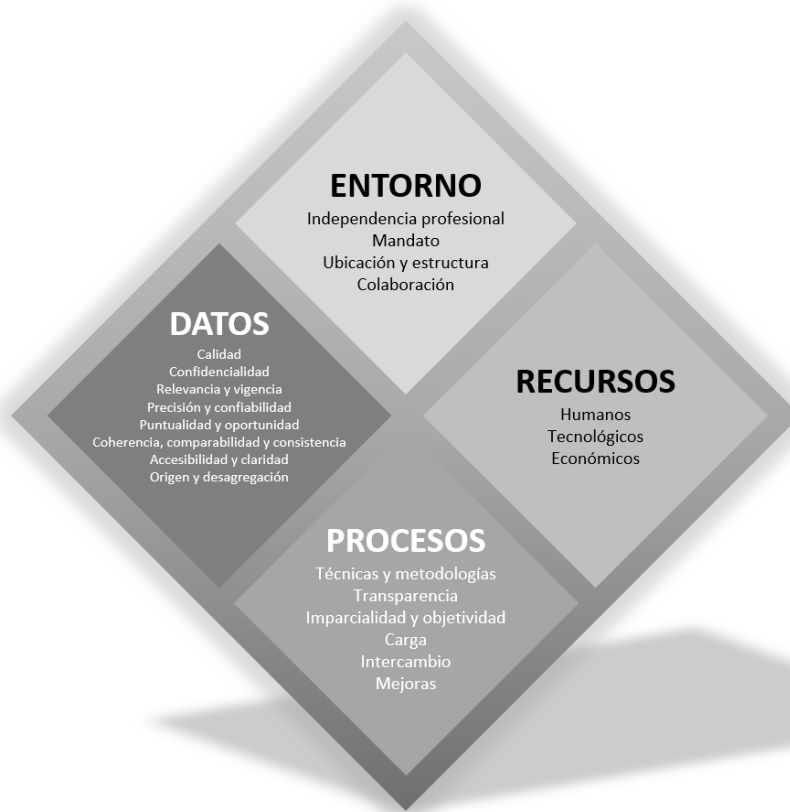 ENTORNO
Independencia profesional
Mandato
Ubicación y estructura
Colaboración
DATOS
Calidad
Confidencialidad
Relevancia y vigencia
Precisión y confiabilidad
Puntualidad y oportunidad
Coherencia, comparabilidad y consistencia
Accesibilidad y claridad
Origen y desagregación
RECURSOS
Humanos
Tecnológicos
Económicos
PROCESOS
Técnicas y metodologías
Transparencia
Imparcialidad y objetividad
Carga
Intercambio
Mejoras